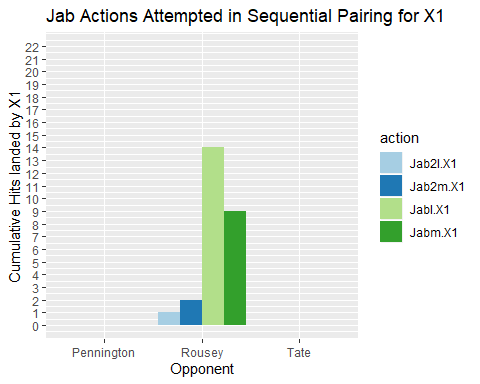 Jab Actions Attempted in Sequential Pairing for X1
Cumulative Hiits landed by X1
22
21
20
19
18
17
16
15
14
13
12
11
10
9
8
7
6
5
4
3
2
1
0
Pennington
Rousey
Tate
Opponent
action
Jab2l.X1
Jab2m.X1
Jabl.X1
Jabm.X1